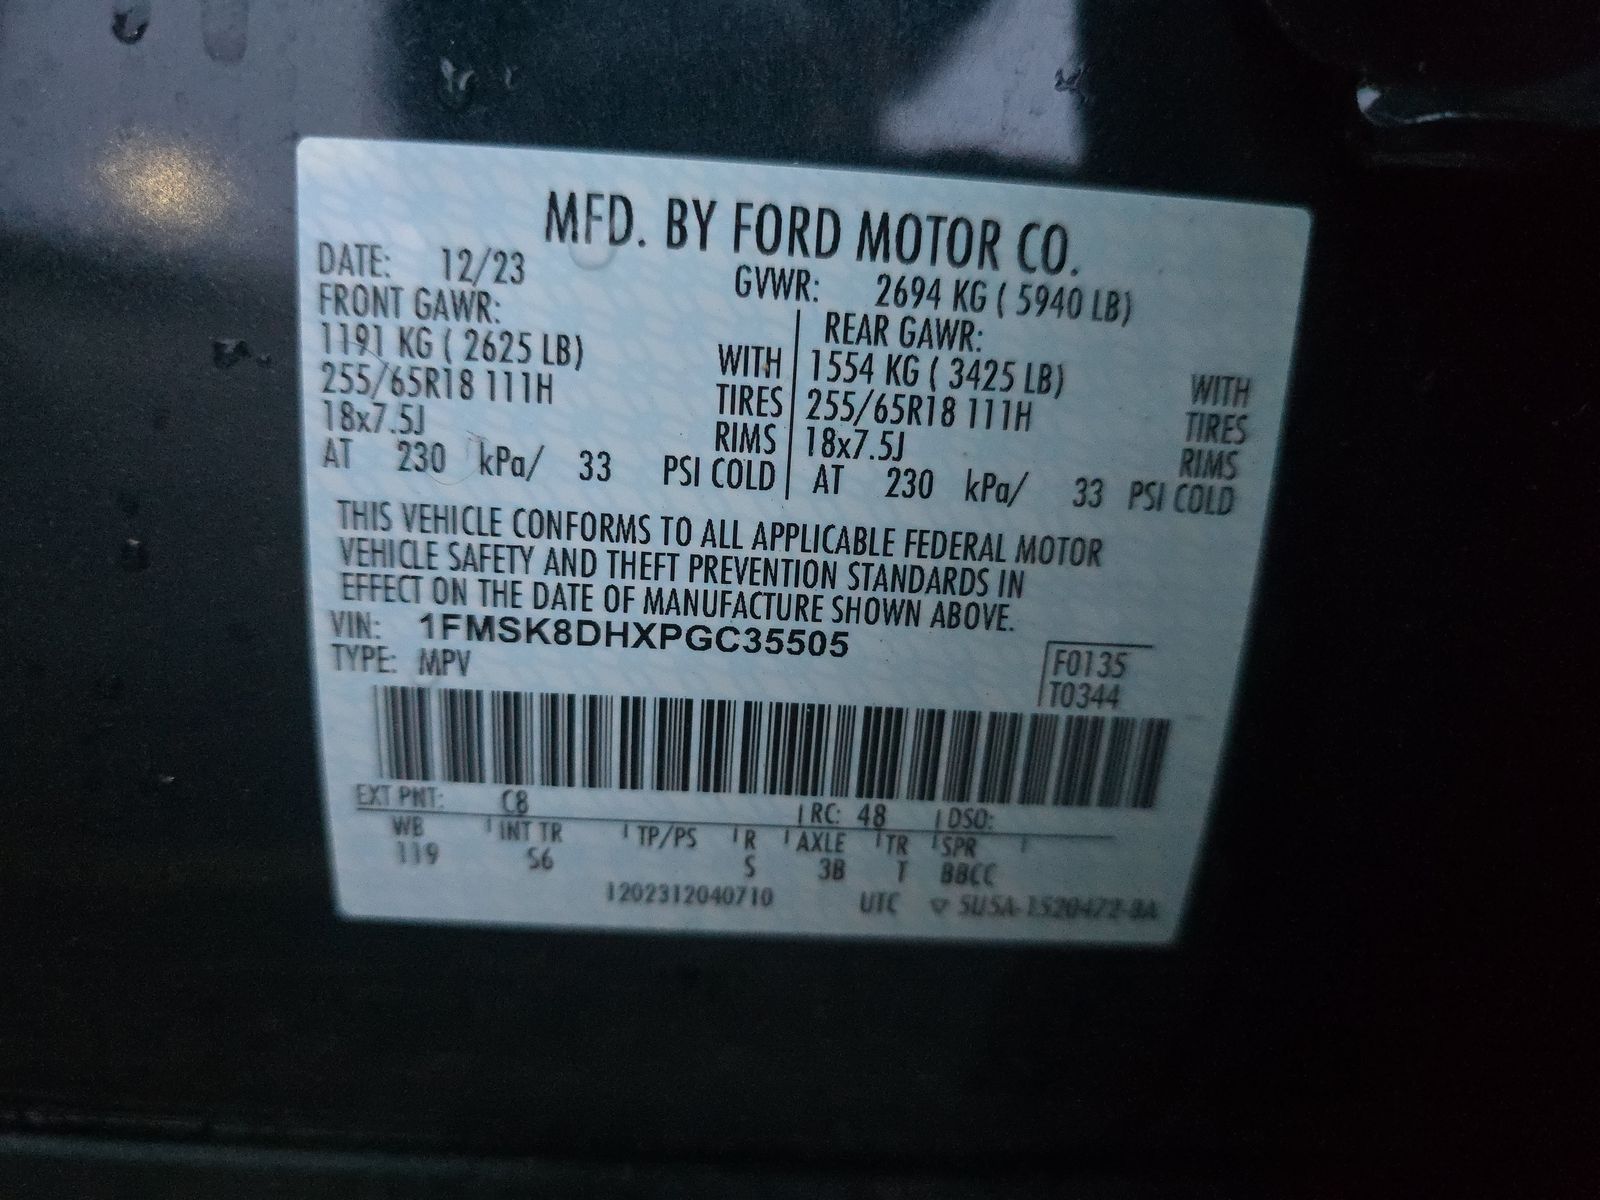 MFD. BY FORD MOTOR CO.
DATE: 12/23 GVWR: 2694 KG ( 5940 LB)
FRONT GAWR: REAR GAWR:
1191 KG ( 2625 LB) WITH 1554 KG ( 3425 LB) WITH
255/65R18 111H TIRES 255/65R18 111H TIRES
18x7.5J RIMS 18x7.5J RIMS
AT 230 kPa/ 33 PSI COLD AT 230 kPa/ 33 PSI COLD
THIS VEHICLE CONFORMS TO ALL APPLICABLE FEDERAL MOTOR
VEHICLE SAFETY AND THEFT PREVENTION STANDARDS IN
EFFECT ON THE DATE OF MANUFACTURE SHOWN ABOVE.
VIN: 1FMSK8DHXPGC35505
TYPE: MPV
F0135
T0344
EXT PNT: C8 RC: 48 DSO:
WB INT TR TP/PS R AXLE TR SPR
119 S6 S 3B T BBCC
1202312040710 UTC 5U5A-1520472-BA